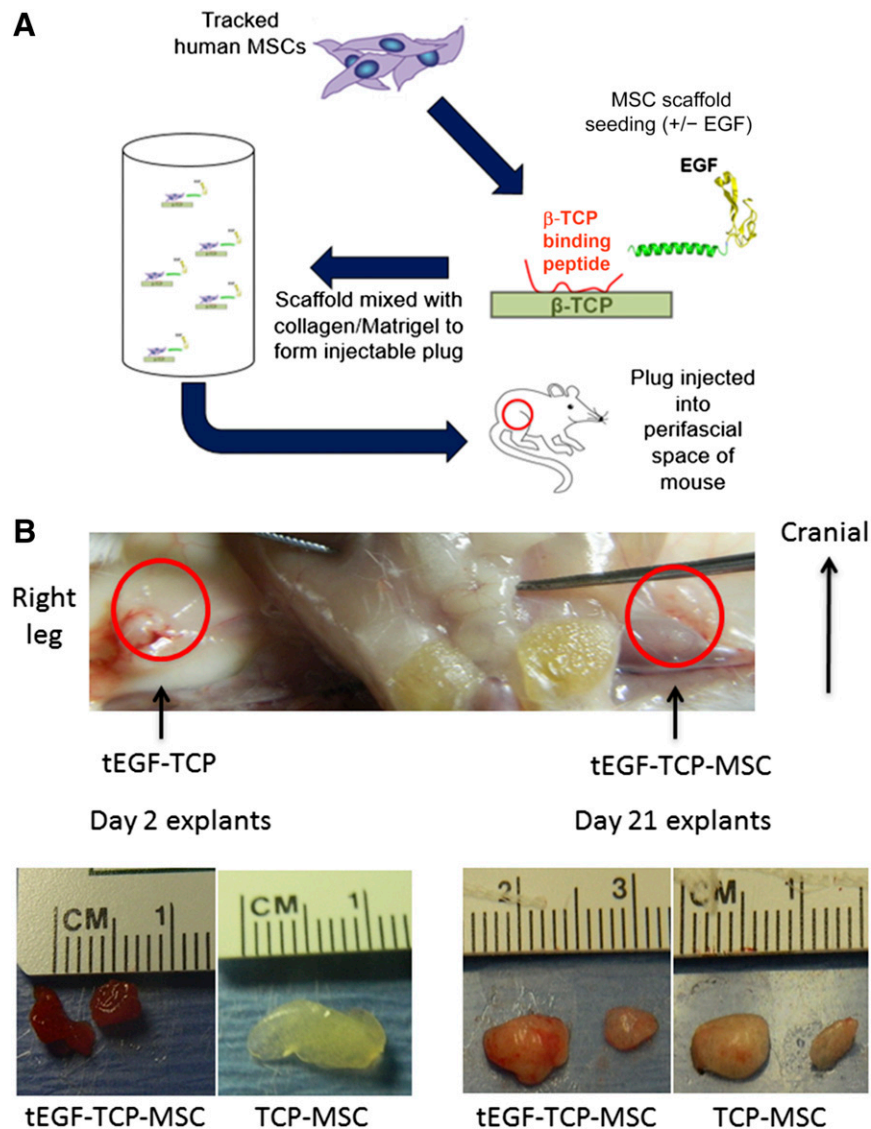 A
Tracked
human MSCs
MSC scaffold
seeding (+/− EGF)
EGF
β-TCP
binding
peptide
β-TCP
Scaffold mixed with
collagen/Matrigel to
form injectable plug
Plug injected
into
perifascial
space of
mouse
B
Cranial
Right
leg
tEGF-TCP
tEGF-TCP-MSC
Day 2 explants
Day 21 explants
CM 1
CM 1
2 3
CM 1
tEGF-TCP-MSC
TCP-MSC
tEGF-TCP-MSC
TCP-MSC